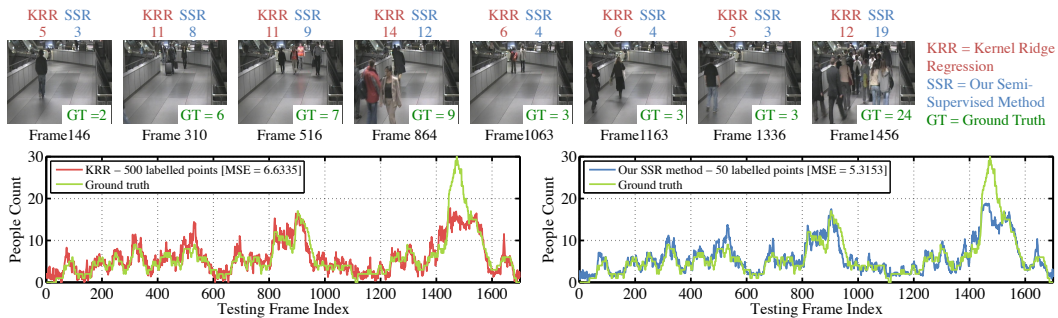 KRR SSR KRR SSR KRR SSR KRR SSR KRR SSR KRR SSR KRR SSR KRR SSR
5 3 11 8 11 9 14 12 6 4 6 4 5 3 12 19
GT =2 GT = 6 GT = 7 GT = 9 GT = 3 GT = 3 GT = 3 GT = 24
Frame146 Frame 310 Frame 516 Frame 864 Frame1063 Frame1163 Frame 1336 Frame1456
KRR = Kernel Ridge
Regression
SSR = Our Semi-
Supervised Method
GT = Ground Truth
People Count
30
20
10
0
KRR – 500 labelled points [MSE = 6.6335]
Ground truth
0 200 400 600 800 1000 1200 1400 1600
Testing Frame Index
People Count
30
20
10
0
Our SSR method – 50 labelled points [MSE = 5.3153]
Ground truth
0 200 400 600 800 1000 1200 1400 1600
Testing Frame Index